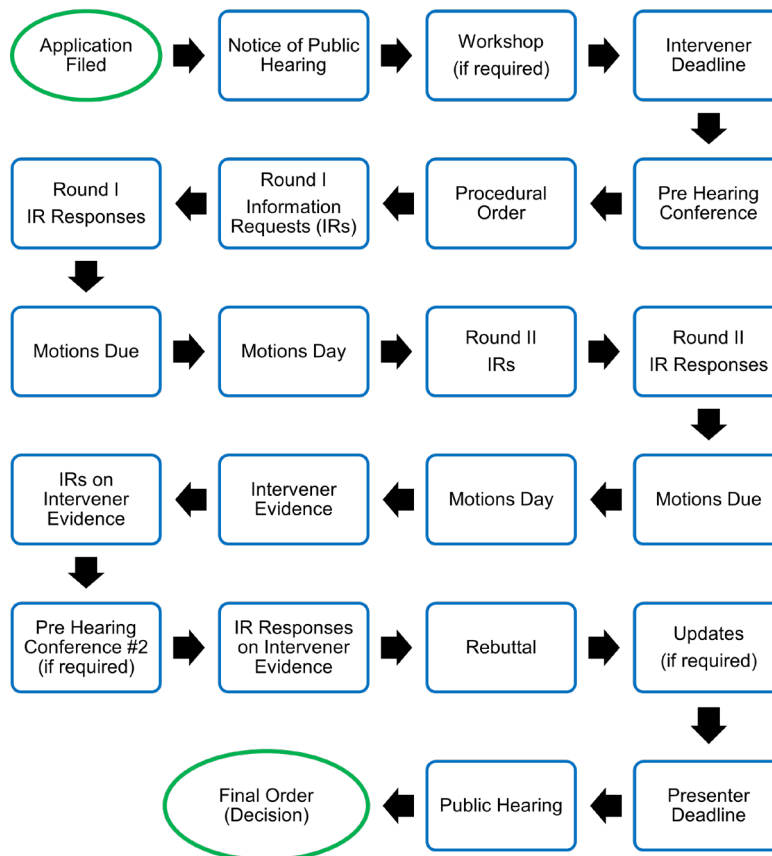 Application
Filed
Notice of Public
Hearing
Workshop
(if required)
Intervener
Deadline
Round I
IR Responses
Round I
Information
Requests (IRs)
Procedural
Order
Pre Hearing
Conference
Motions Due
Motions Day
Round II
IRs
Round II
IR Responses
IRs on
Intervener
Evidence
Intervener
Evidence
Motions Day
Motions Due
Pre Hearing
Conference #2
(if required)
IR Responses
on Intervener
Evidence
Rebuttal
Updates
(if required)
Final Order
(Decision)
Public Hearing
Presenter
Deadline